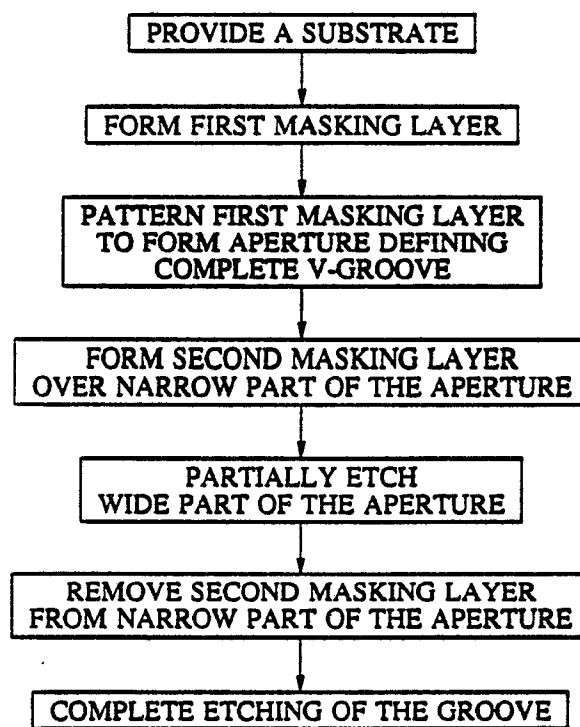 PROVIDE A SUBSTRATE
FORM FIRST MASKING LAYER
PATTERN FIRST MASKING LAYER
TO FORM APERTURE DEFINING
COMPLETE V-GROOVE
FORM SECOND MASKING LAYER
OVER NARROW PART OF THE APERTURE
PARTIALLY ETCH
WIDE PART OF THE APERTURE
REMOVE SECOND MASKING LAYER
FROM NARROW PART OF THE APERTURE
COMPLETE ETCHING OF THE GROOVE